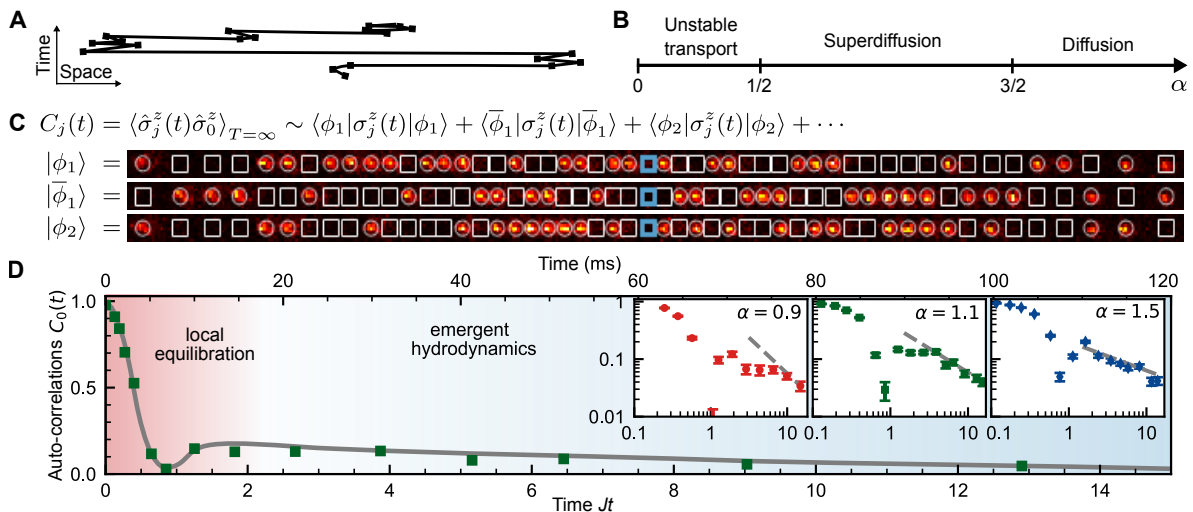 A
Time
Space
B
Unstable transport
Superdiffusion
Diffusion
0
1/2
3/2
α
C
C_j(t) = ⟨σ̂_j^z(t)σ̂_0^z⟩_{T=∞} ∼ ⟨ϕ_1|σ_j^z(t)|ϕ_1⟩ + ⟨ϕ̅_1|σ_j^z(t)|ϕ̅_1⟩ + ⟨ϕ_2|σ_j^z(t)|ϕ_2⟩ + ⋯
|ϕ_1⟩ =
|ϕ̅_1⟩ =
|ϕ_2⟩ =
D
Time (ms)
0 20 40 60 80 100 120
Auto-correlations C_0(t)
1.0
0.5
0.0
local
equilibration
emergent
hydrodynamics
α = 0.9
α = 1.1
α = 1.5
0.1
0.01
0.1 1 10
0.1 1 10
0.1 1 10
0 2 4 6 8 10 12 14
Time Jt